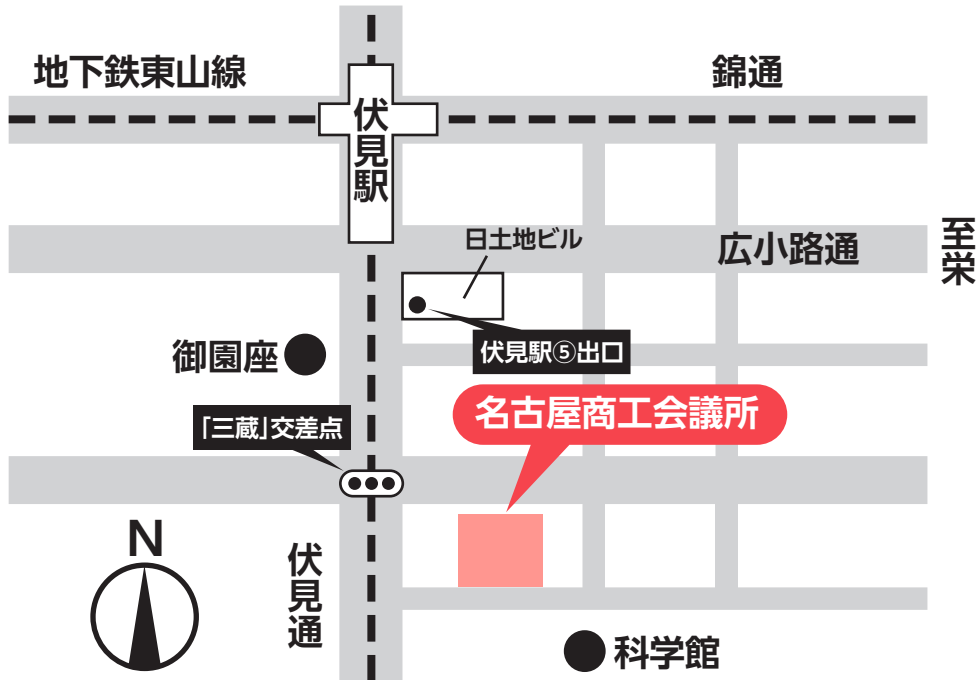 地下鉄東山線
錦通
伏見駅
至栄
日土地ビル
広小路通
伏見駅⑤出口
御園座
名古屋商工会議所
「三蔵」交差点
N
伏見通
科学館